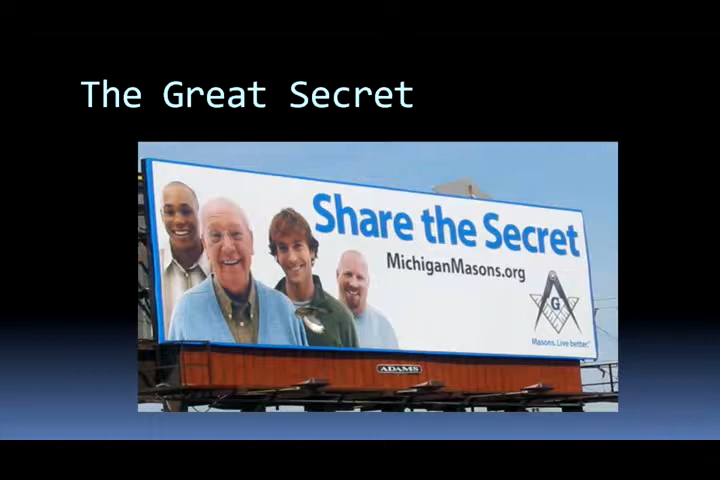 The Great Secret
Share the Secret
MichiganMasons.org
G
Masons. Live better.®
ADAMS